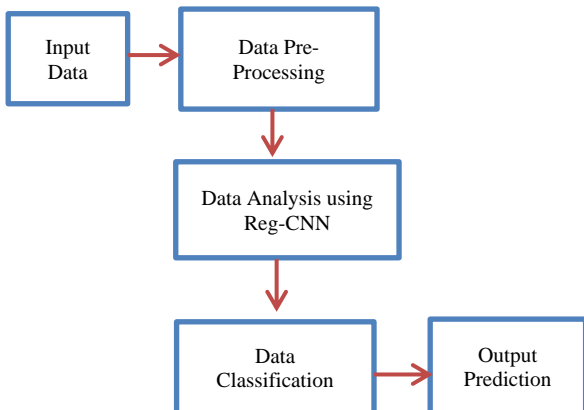 Input
Data
Data Pre-
Processing
Data Analysis using
Reg-CNN
Data
Classification
Output
Prediction